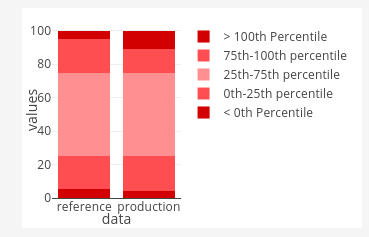 100
80
60
40
20
0
values
reference production
data
> 100th Percentile
75th-100th percentile
25th-75th percentile
0th-25th percentile
< 0th Percentile